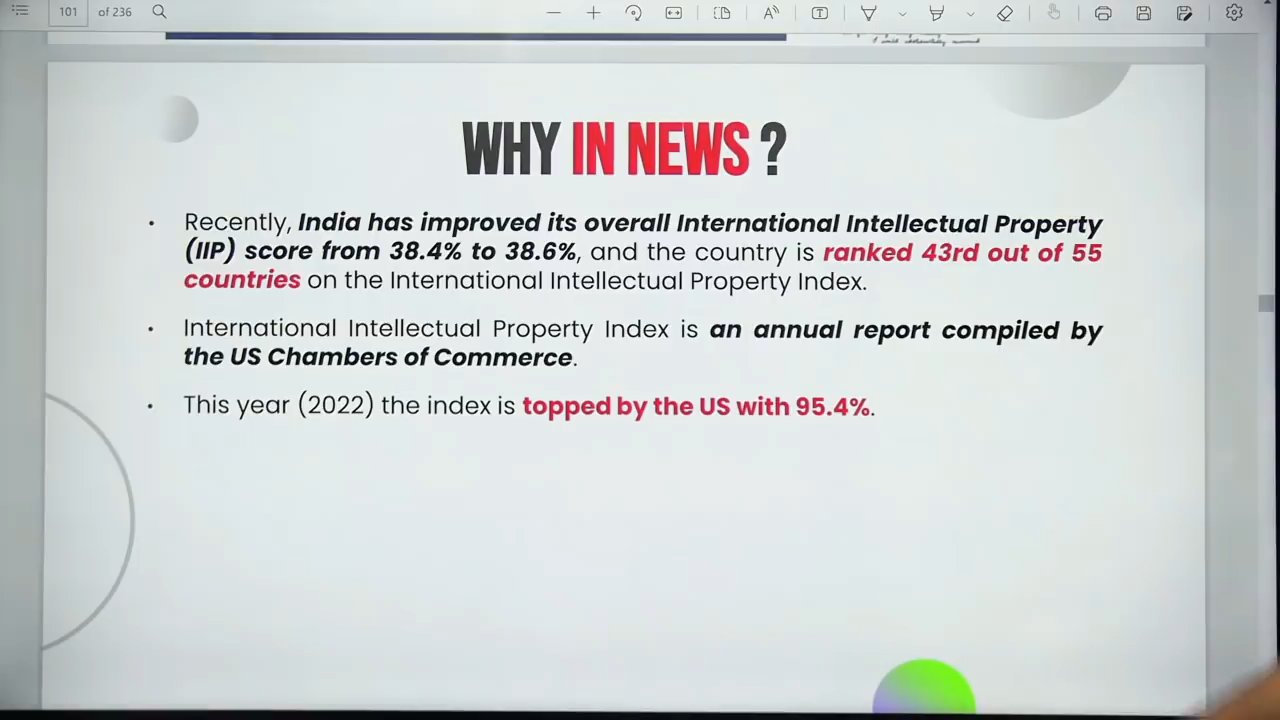 101 of 236
WHY IN NEWS ?
• Recently, India has improved its overall International Intellectual Property
(IIP) score from 38.4% to 38.6%, and the country is ranked 43rd out of 55
countries on the International Intellectual Property Index.
• International Intellectual Property Index is an annual report compiled by
the US Chambers of Commerce.
• This year (2022) the index is topped by the US with 95.4%.